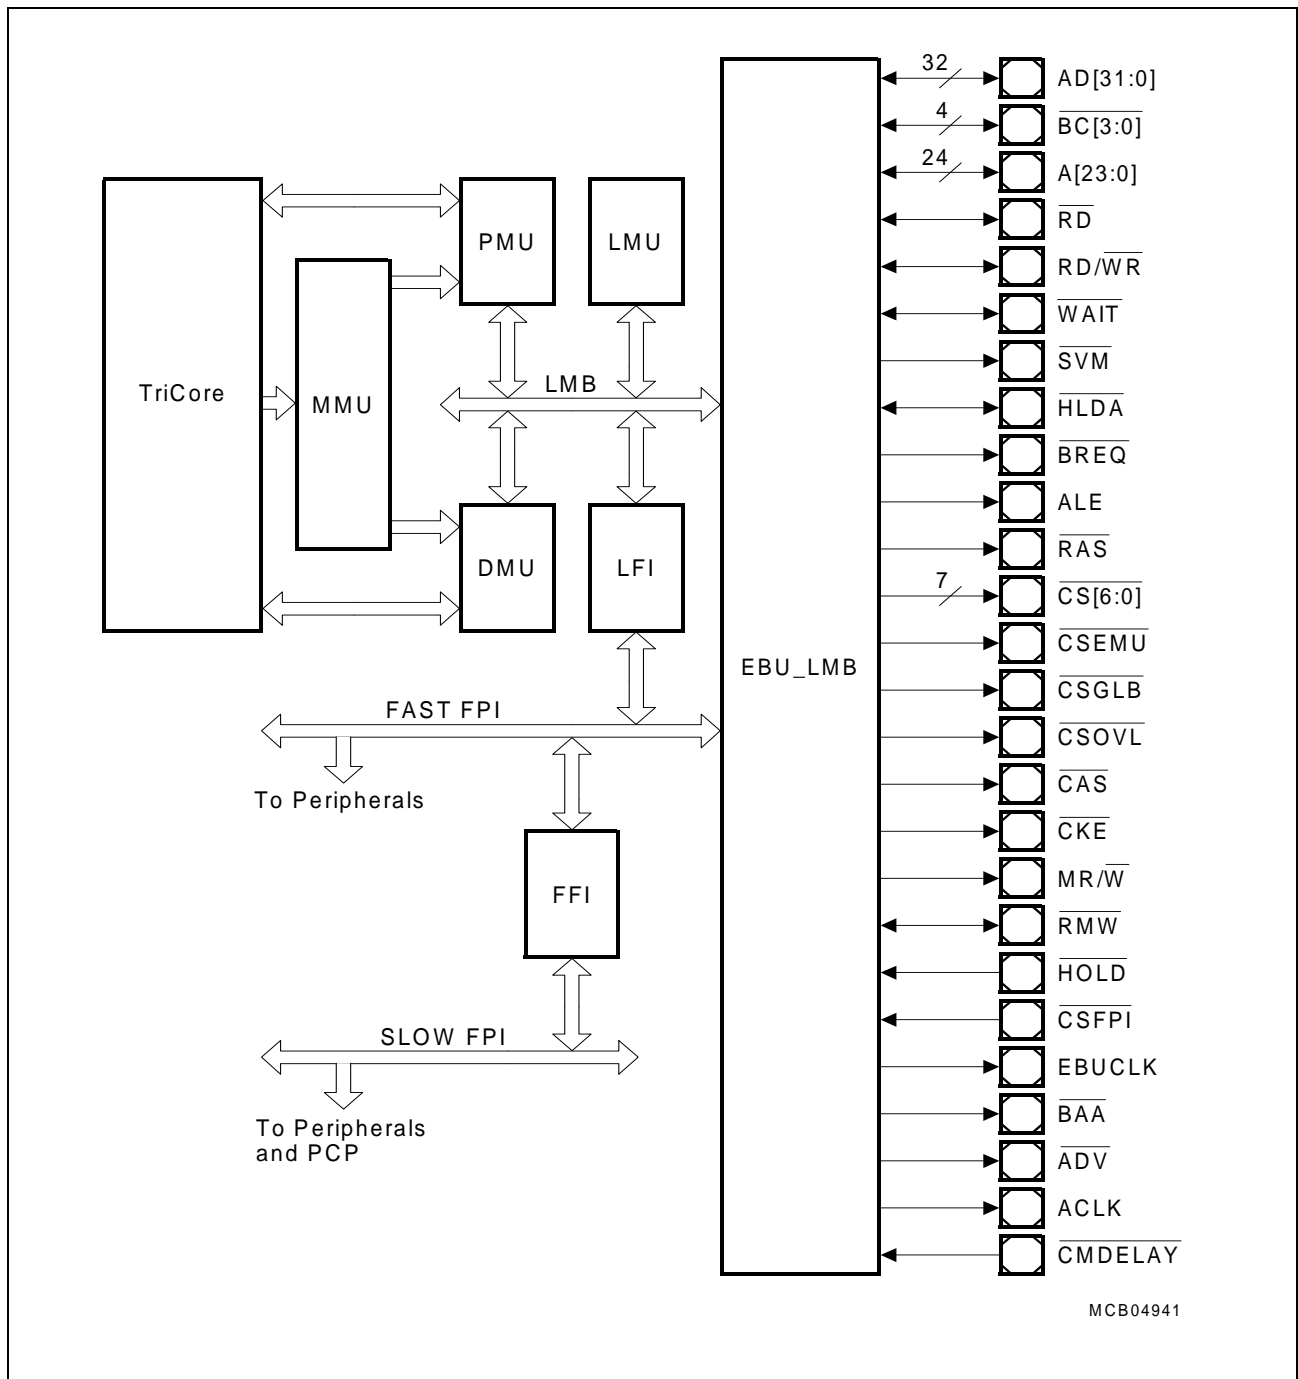 32
AD[31:0]
4
BC[3:0]
24
A[23:0]
RD
RD/WR
WAIT
SVM
HLDA
BREQ
ALE
RAS
7
CS[6:0]
CSEMU
CSGLB
CSOVL
CAS
CKE
MR/W
RMW
HOLD
CSFPI
EBUCLK
BAA
ADV
ACLK
CMDELAY
EBU_LMB
TriCore
MMU
PMU
LMU
LMB
DMU
LFI
FAST FPI
To Peripherals
FFI
SLOW FPI
To Peripherals
and PCP
MCB04941